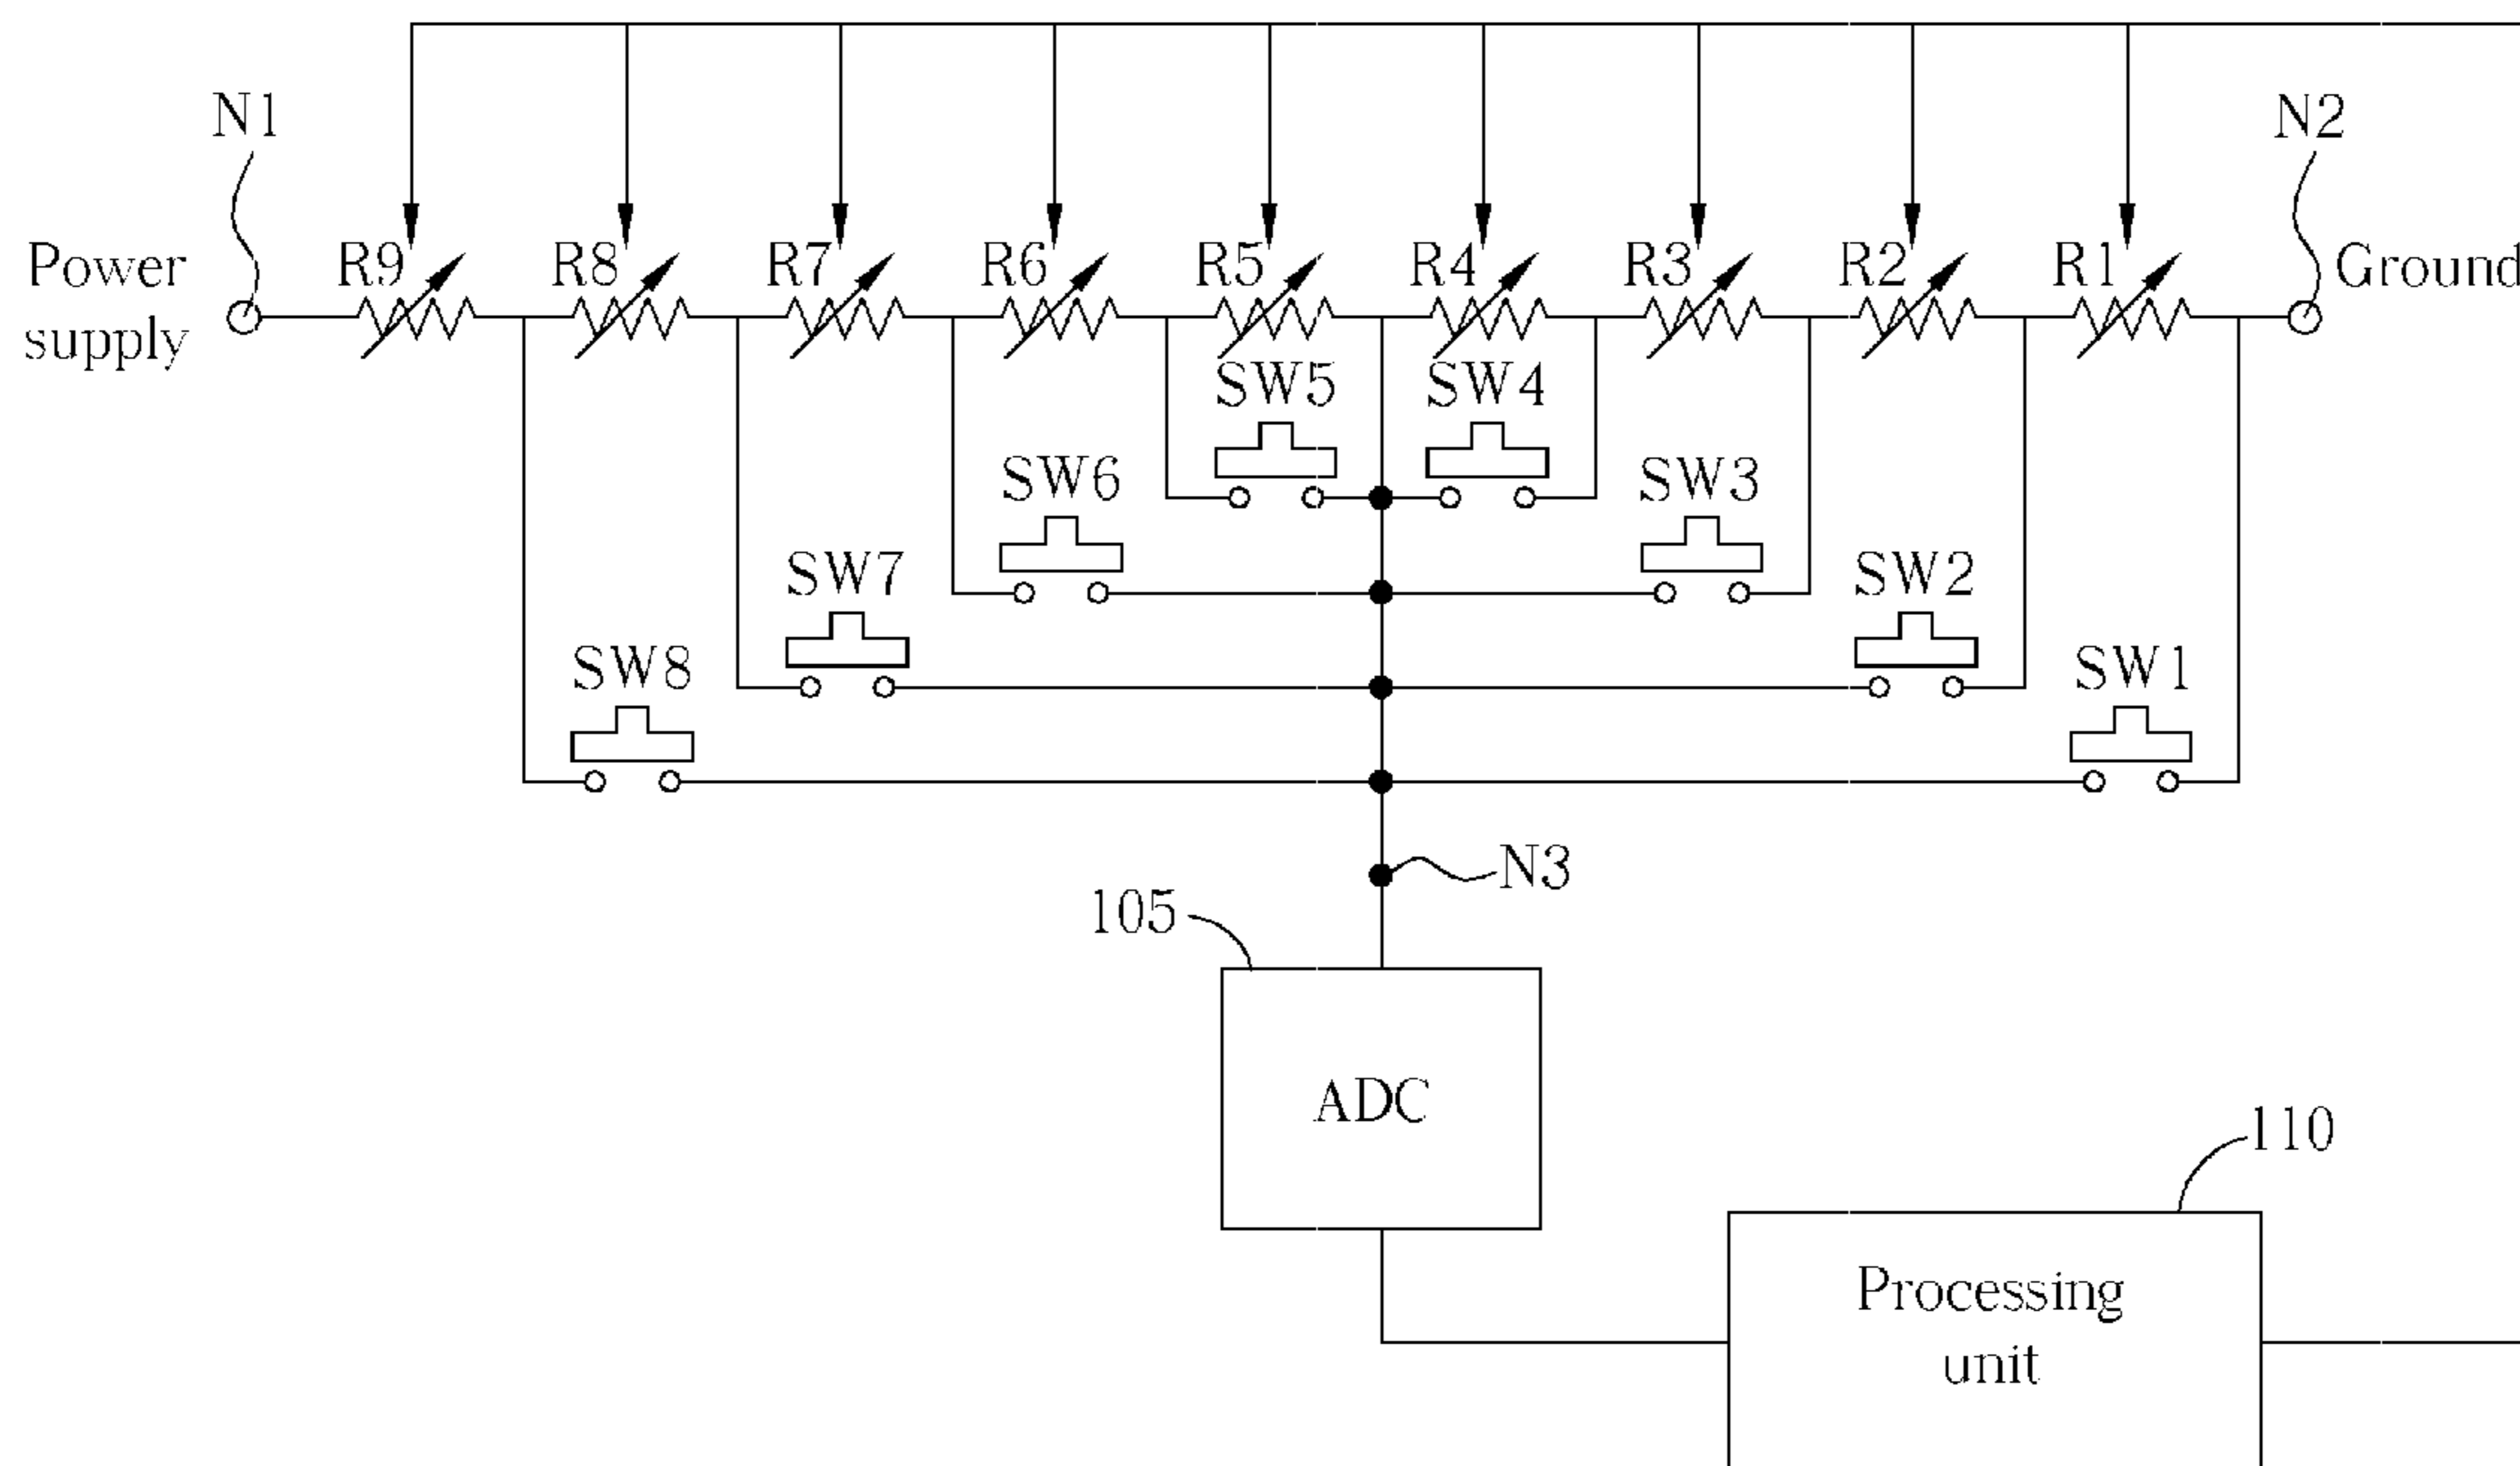 N1
N2
Power
supply
R9
R8
R7
R6
R5
R4
R3
R2
R1
Ground
SW5
SW4
SW6
SW3
SW7
SW2
SW8
SW1
N3
105
ADC
110
Processing
unit